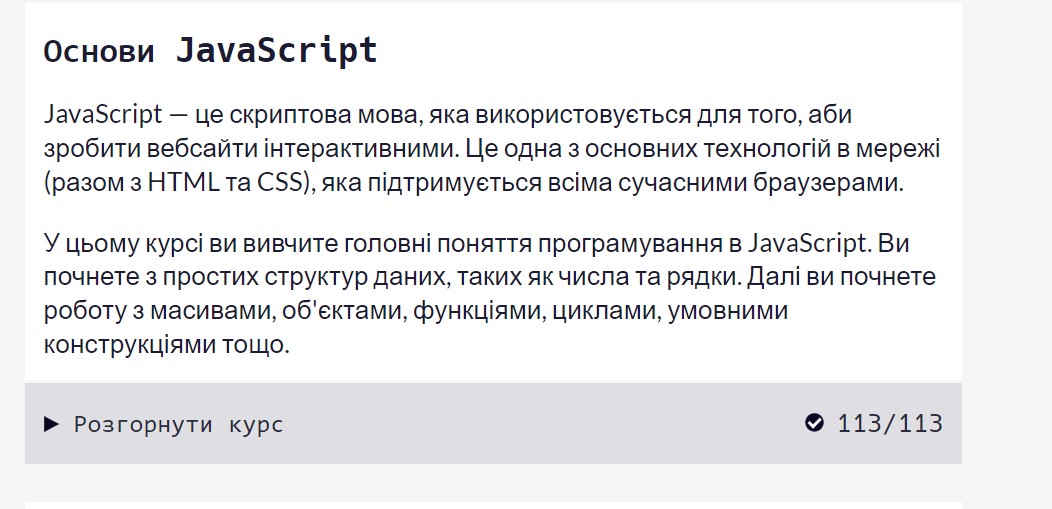 Основи JavaScript
JavaScript — це скриптова мова, яка використовується для того, аби
зробити вебсайти інтерактивними. Це одна з основних технологій в мережі
(разом з HTML та CSS), яка підтримується всіма сучасними браузерами.
У цьому курсі ви вивчите головні поняття програмування в JavaScript. Ви
почнете з простих структур даних, таких як числа та рядки. Далі ви почнете
роботу з масивами, об'єктами, функціями, циклами, умовними
конструкціями тощо.
Розгорнути курс 113/113